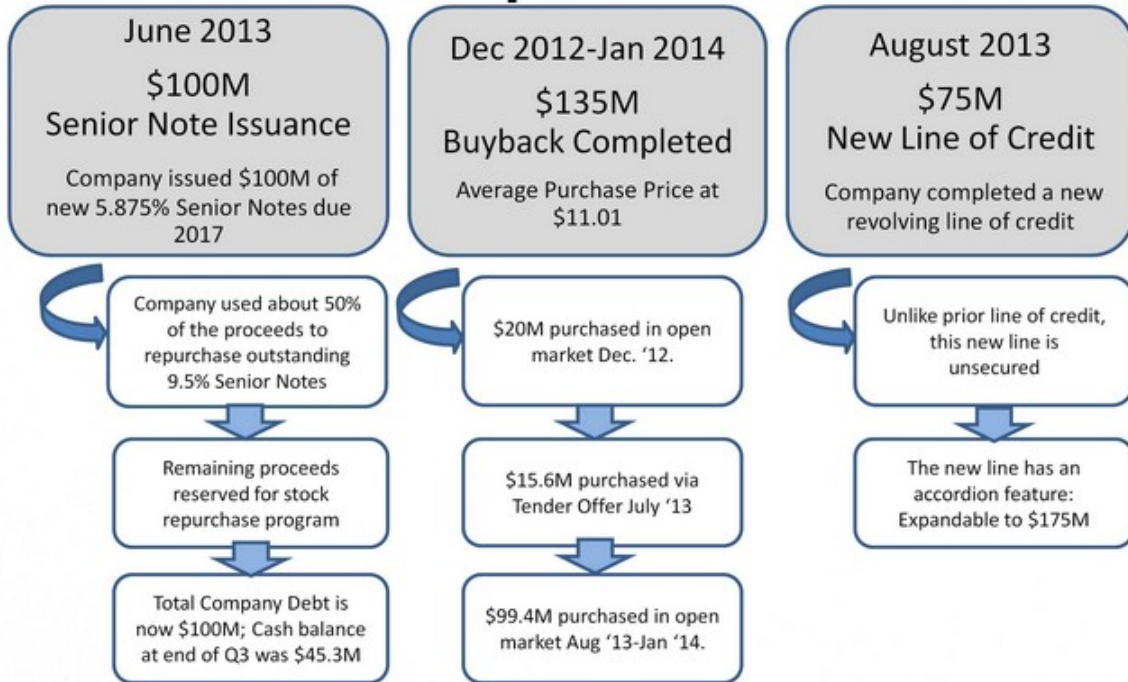 June 2013
$100M
Senior Note Issuance
Company issued $100M of
new 5.875% Senior Notes due
2017
Company used about 50%
of the proceeds to
repurchase outstanding
9.5% Senior Notes
Remaining proceeds
reserved for stock
repurchase program
Total Company Debt is
now $100M; Cash balance
at end of Q3 was $45.3M
Dec 2012-Jan 2014
$135M
Buyback Completed
Average Purchase Price at
$11.01
$20M purchased in open
market Dec. ‘12.
$15.6M purchased via
Tender Offer July ‘13
$99.4M purchased in open
market Aug ‘13-Jan ‘14.
August 2013
$75M
New Line of Credit
Company completed a new
revolving line of credit
Unlike prior line of credit,
this new line is
unsecured
The new line has an
accordion feature:
Expandable to $175M